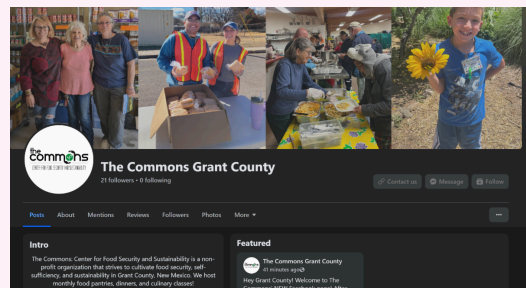 the
commons
CENTER FOR FOOD SECURITY AND SUSTAINABILITY
The Commons Grant County
21 followers • 0 following
Contact us
Message
Follow
Posts
About
Mentions
Reviews
Followers
Photos
More
Intro
The Commons: Center for Food Security and Sustainability is a non-
profit organization that strives to cultivate food security, self-
sufficiency, and sustainability in Grant County, New Mexico. We host
monthly food pantries, dinners, and culinary classes!
Featured
The Commons Grant County
41 minutes ago
Hey Grant County! Welcome to The
Commons' NEW Facebook page! After